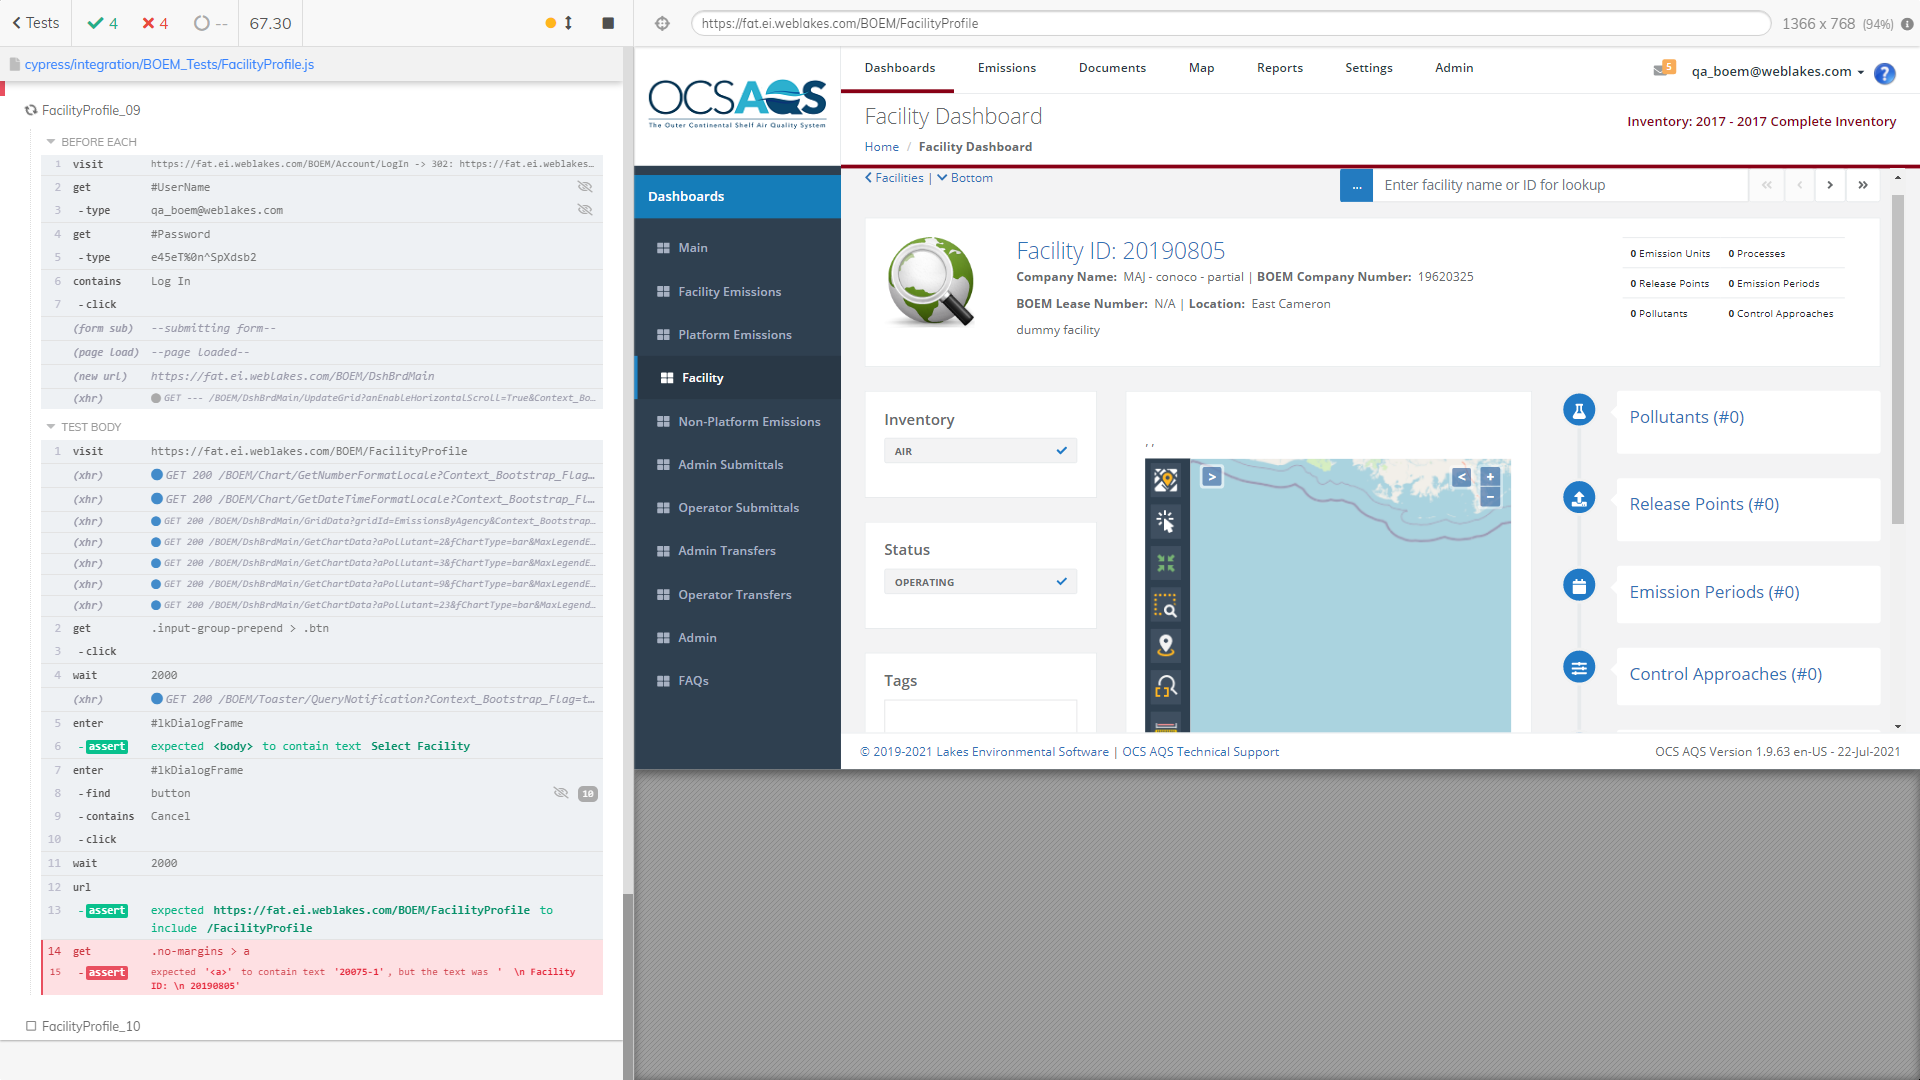 Tests
4
4
--
67.30
cypress/integration/BOEM_Tests/FacilityProfile.js
FacilityProfile_09
BEFORE EACH
1 visit https://fat.ei.weblakes.com/BOEM/Account/LogIn -> 302: https://fat.ei.weblakes...
2 get #UserName
3 -type qa_boem@weblakes.com
4 get #Password
5 -type e45eT%0n^SpXdsb2
6 contains Log In
7 -click
(form sub) --submitting form--
(page load) --page loaded--
(new url) https://fat.ei.weblakes.com/BOEM/DshBrdMain
(xhr) GET --- /BOEM/DshBrdMain/UpdateGrid?anEnableHorizontalScroll=True&Context_Bo...
TEST BODY
1 visit https://fat.ei.weblakes.com/BOEM/FacilityProfile
(xhr) GET 200 /BOEM/Chart/GetNumberFormatLocale?Context_Bootstrap_Flag...
(xhr) GET 200 /BOEM/Chart/GetDateTimeFormatLocale?Context_Bootstrap_Fl...
(xhr) GET 200 /BOEM/DshBrdMain/GridData?gridId=EmissionsByAgency&Context_Bootstrap...
(xhr) GET 200 /BOEM/DshBrdMain/GetChartData?aPollutant=2&fChartType=bar&MaxLegendE...
(xhr) GET 200 /BOEM/DshBrdMain/GetChartData?aPollutant=3&fChartType=bar&MaxLegendE...
(xhr) GET 200 /BOEM/DshBrdMain/GetChartData?aPollutant=9&fChartType=bar&MaxLegendE...
(xhr) GET 200 /BOEM/DshBrdMain/GetChartData?aPollutant=23&fChartType=bar&MaxLegend...
2 get .input-group-prepend > .btn
3 -click
4 wait 2000
(xhr) GET 200 /BOEM/Toaster/QueryNotification?Context_Bootstrap_Flag=t...
5 enter #lkDialogFrame
6 -assert expected <body> to contain text Select Facility
7 enter #lkDialogFrame
8 -find button 10
9 -contains Cancel
10 -click
11 wait 2000
12 url
13 -assert expected https://fat.ei.weblakes.com/BOEM/FacilityProfile to
include /FacilityProfile
14 get .no-margins > a
15 -assert expected '<a>' to contain text '20075-1', but the text was ' \n Facility
ID: \n 20190805'
FacilityProfile_10
https://fat.ei.weblakes.com/BOEM/FacilityProfile
1366 x 768 (94%)
OCSAQS
The Outer Continental Shelf Air Quality System
Dashboards Emissions Documents Map Reports Settings Admin
5
qa_boem@weblakes.com
?
Facility Dashboard
Inventory: 2017 - 2017 Complete Inventory
Home / Facility Dashboard
Dashboards
Main
Facility Emissions
Platform Emissions
Facility
Non-Platform Emissions
Admin Submittals
Operator Submittals
Admin Transfers
Operator Transfers
Admin
FAQs
Facilities | Bottom
... Enter facility name or ID for lookup « ‹ › »
Facility ID: 20190805
Company Name: MAJ - conoco - partial | BOEM Company Number: 19620325
BOEM Lease Number: N/A | Location: East Cameron
dummy facility
0 Emission Units 0 Processes
0 Release Points 0 Emission Periods
0 Pollutants 0 Control Approaches
Inventory
AIR
Status
OPERATING
Tags
, ,
> < +
−
Pollutants (#0)
Release Points (#0)
Emission Periods (#0)
Control Approaches (#0)
© 2019-2021 Lakes Environmental Software | OCS AQS Technical Support
OCS AQS Version 1.9.63 en-US - 22-Jul-2021